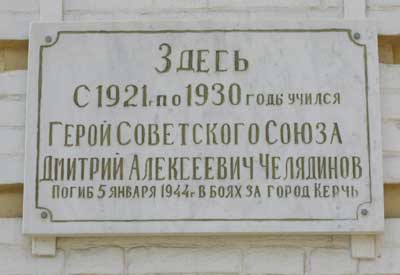 Здесь
с 1921г. по 1930 годы учился
Герой Советского Союза
Дмитрий Алексеевич Челядинов
погиб 5 января 1944г. в боях за город Керчь